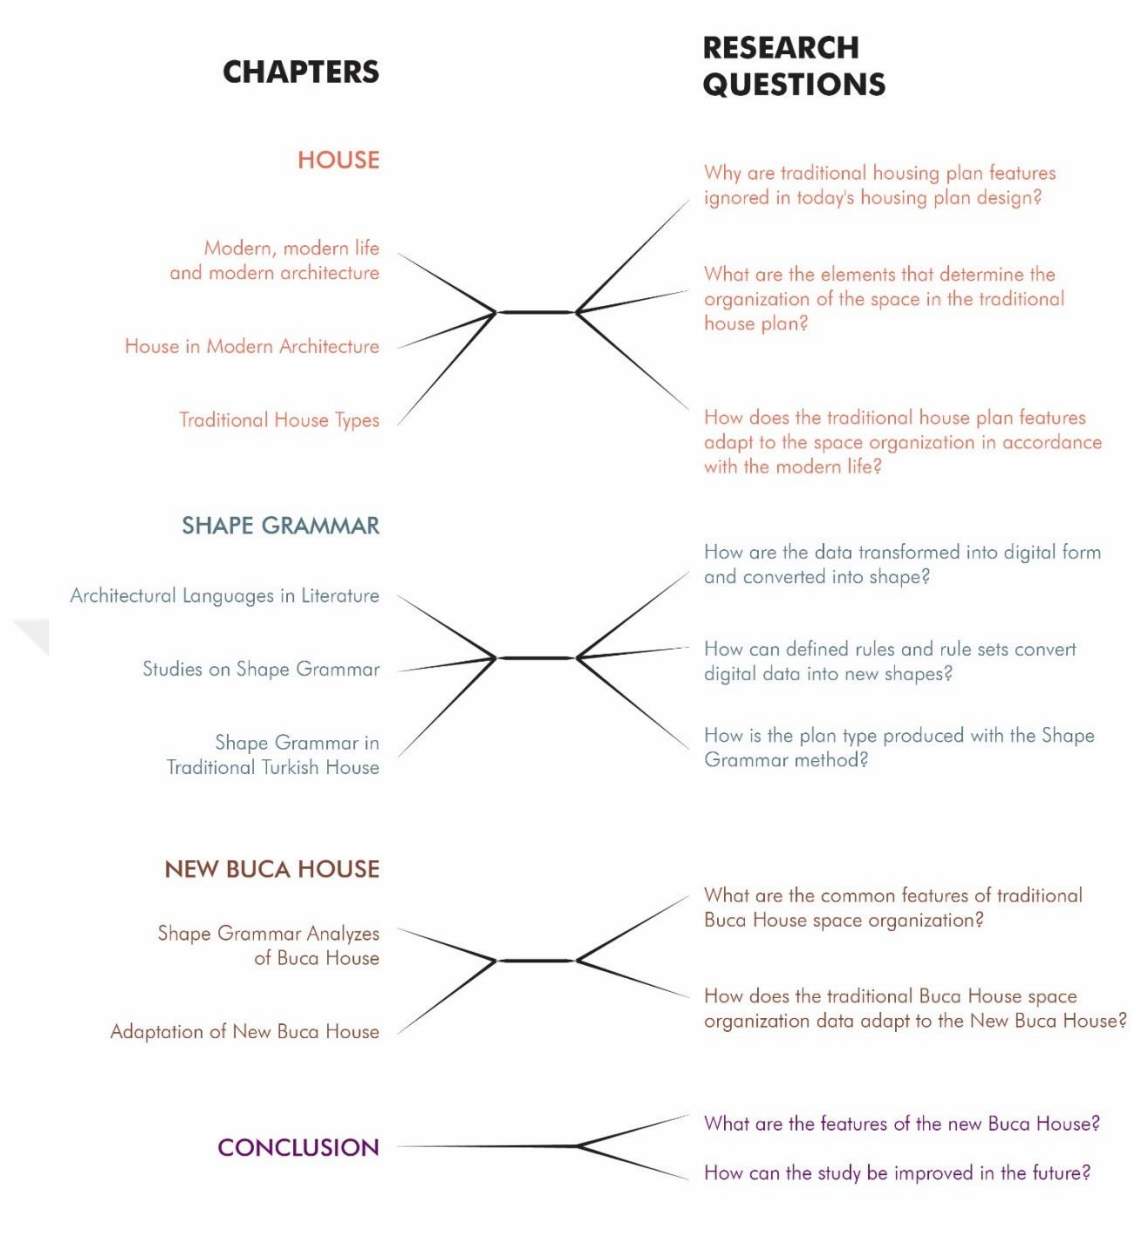 CHAPTERS
RESEARCH
QUESTIONS
HOUSE
Modern, modern life
and modern architecture
House in Modern Architecture
Traditional House Types
Why are traditional housing plan features
ignored in today's housing plan design?
What are the elements that determine the
organization of the space in the traditional
house plan?
How does the traditional house plan features
adapt to the space organization in accordance
with the modern life?
SHAPE GRAMMAR
Architectural Languages in Literature
Studies on Shape Grammar
Shape Grammar in
Traditional Turkish House
How are the data transformed into digital form
and converted into shape?
How can defined rules and rule sets convert
digital data into new shapes?
How is the plan type produced with the Shape
Grammar method?
NEW BUCA HOUSE
Shape Grammar Analyzes
of Buca House
Adaptation of New Buca House
What are the common features of traditional
Buca House space organization?
How does the traditional Buca House space
organization data adapt to the New Buca House?
CONCLUSION
What are the features of the new Buca House?
How can the study be improved in the future?